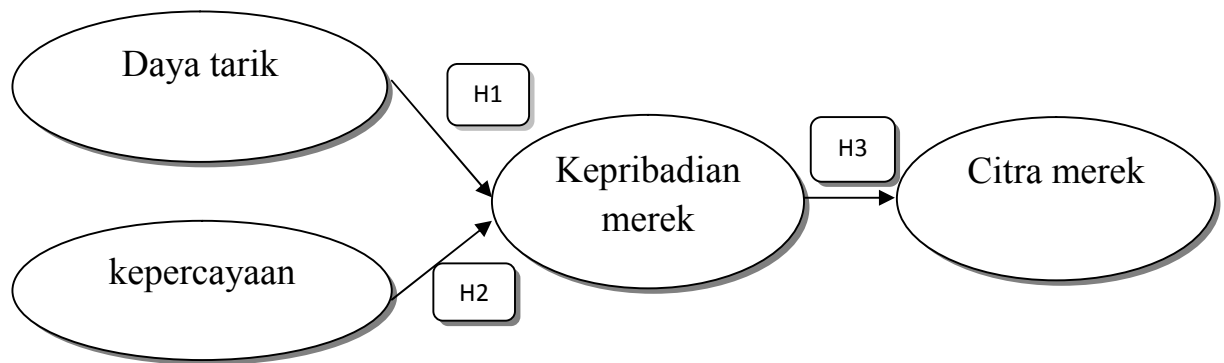 Daya tarik
H1
Kepribadian
merek
H3
Citra merek
kepercayaan
H2